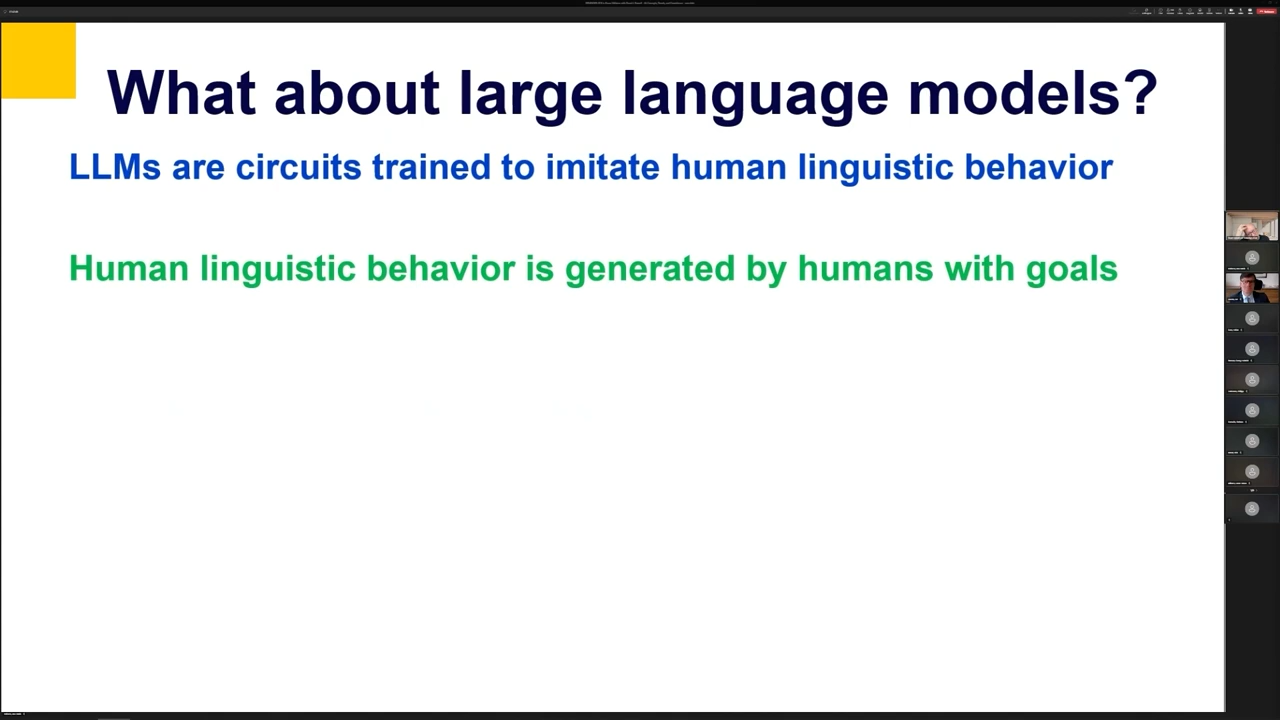 What about large language models?
LLMs are circuits trained to imitate human linguistic behavior
Human linguistic behavior is generated by humans with goals